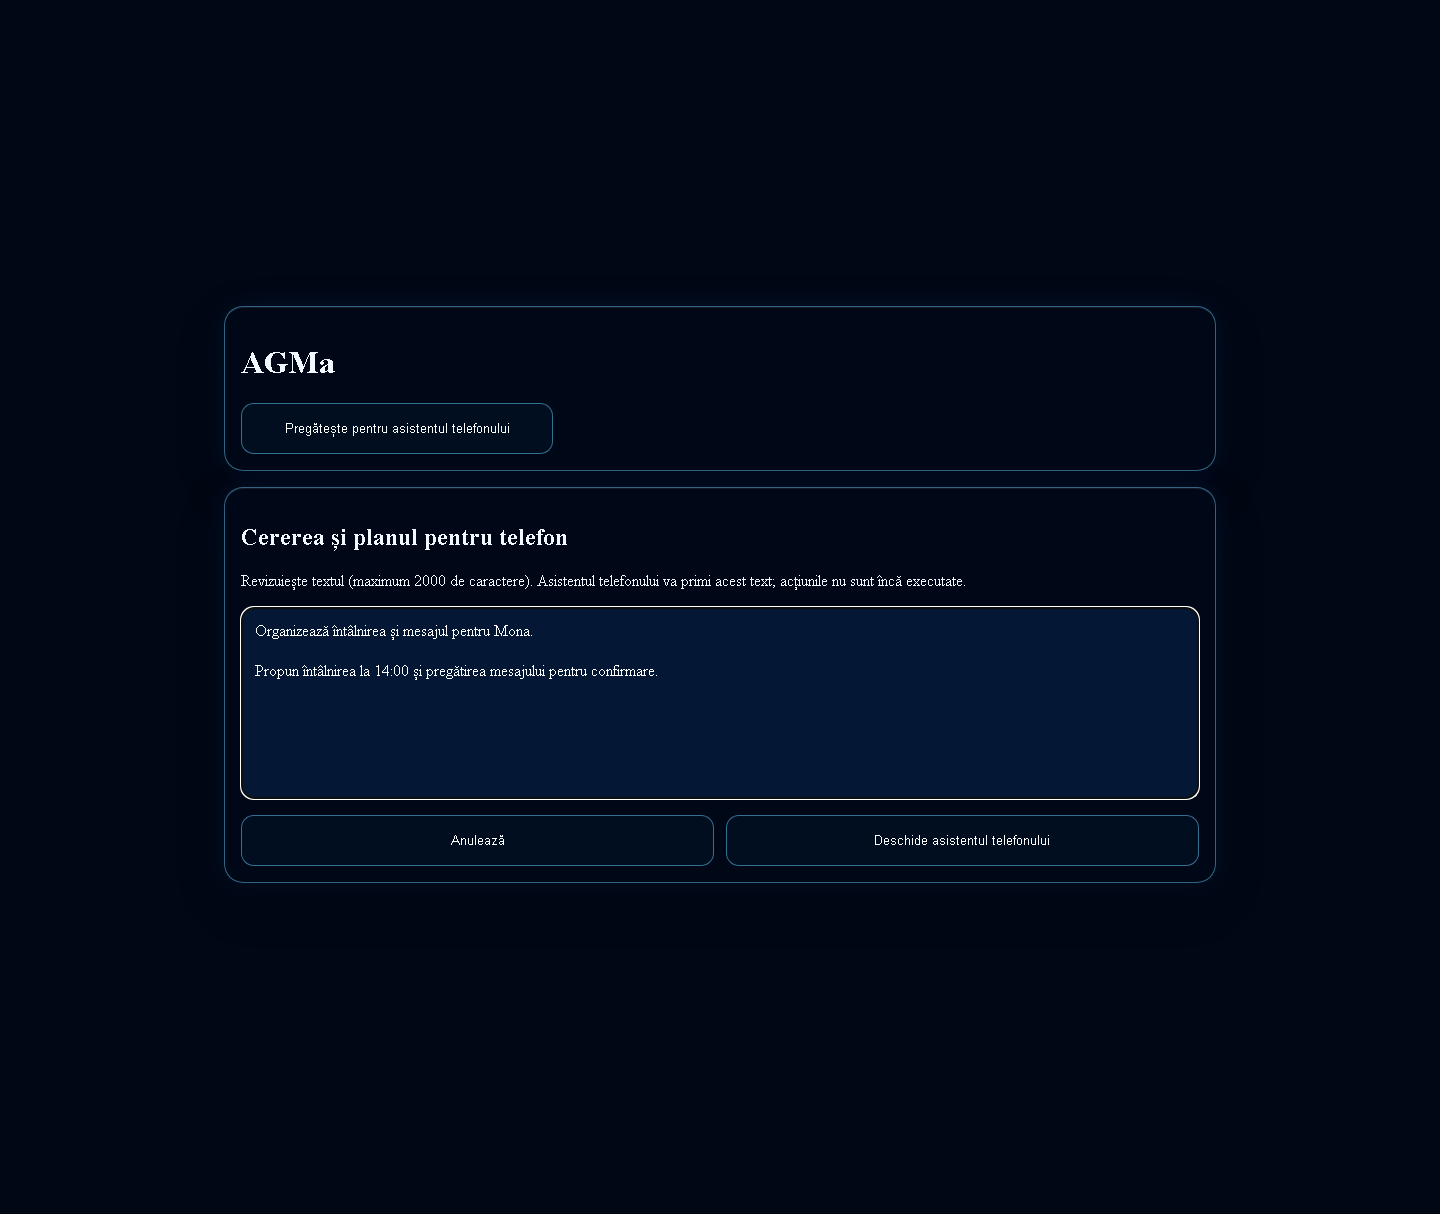 AGMa
Pregătește pentru asistentul telefonului
Cererea și planul pentru telefon
Revizuiește textul (maximum 2000 de caractere). Asistentul telefonului va primi acest text; acțiunile nu sunt încă executate.
Organizează întâlnirea și mesajul pentru Mona.
Propun întâlnirea la 14:00 și pregătirea mesajului pentru confirmare.
Anulează
Deschide asistentul telefonului